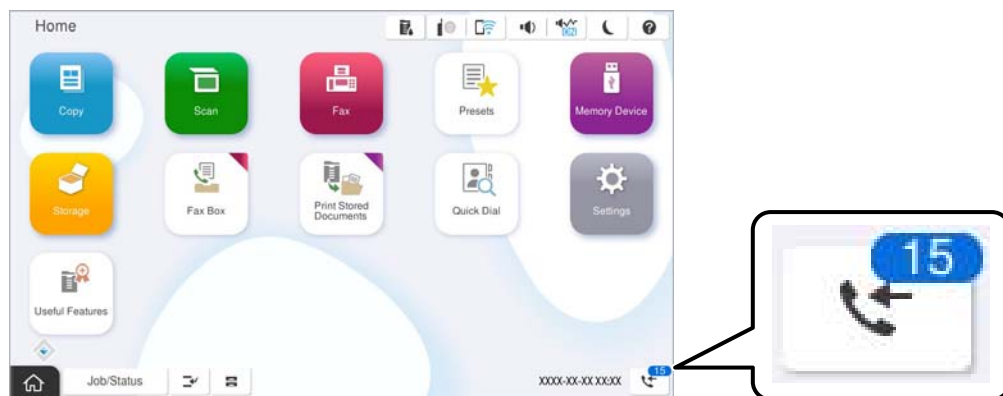 Home
Copy
Scan
Fax
Presets
Memory Device
Storage
Fax Box
Print Stored
Documents
Quick Dial
Settings
Useful Features
Job/Status
XXXX-XX-XX XX:XX
15
15